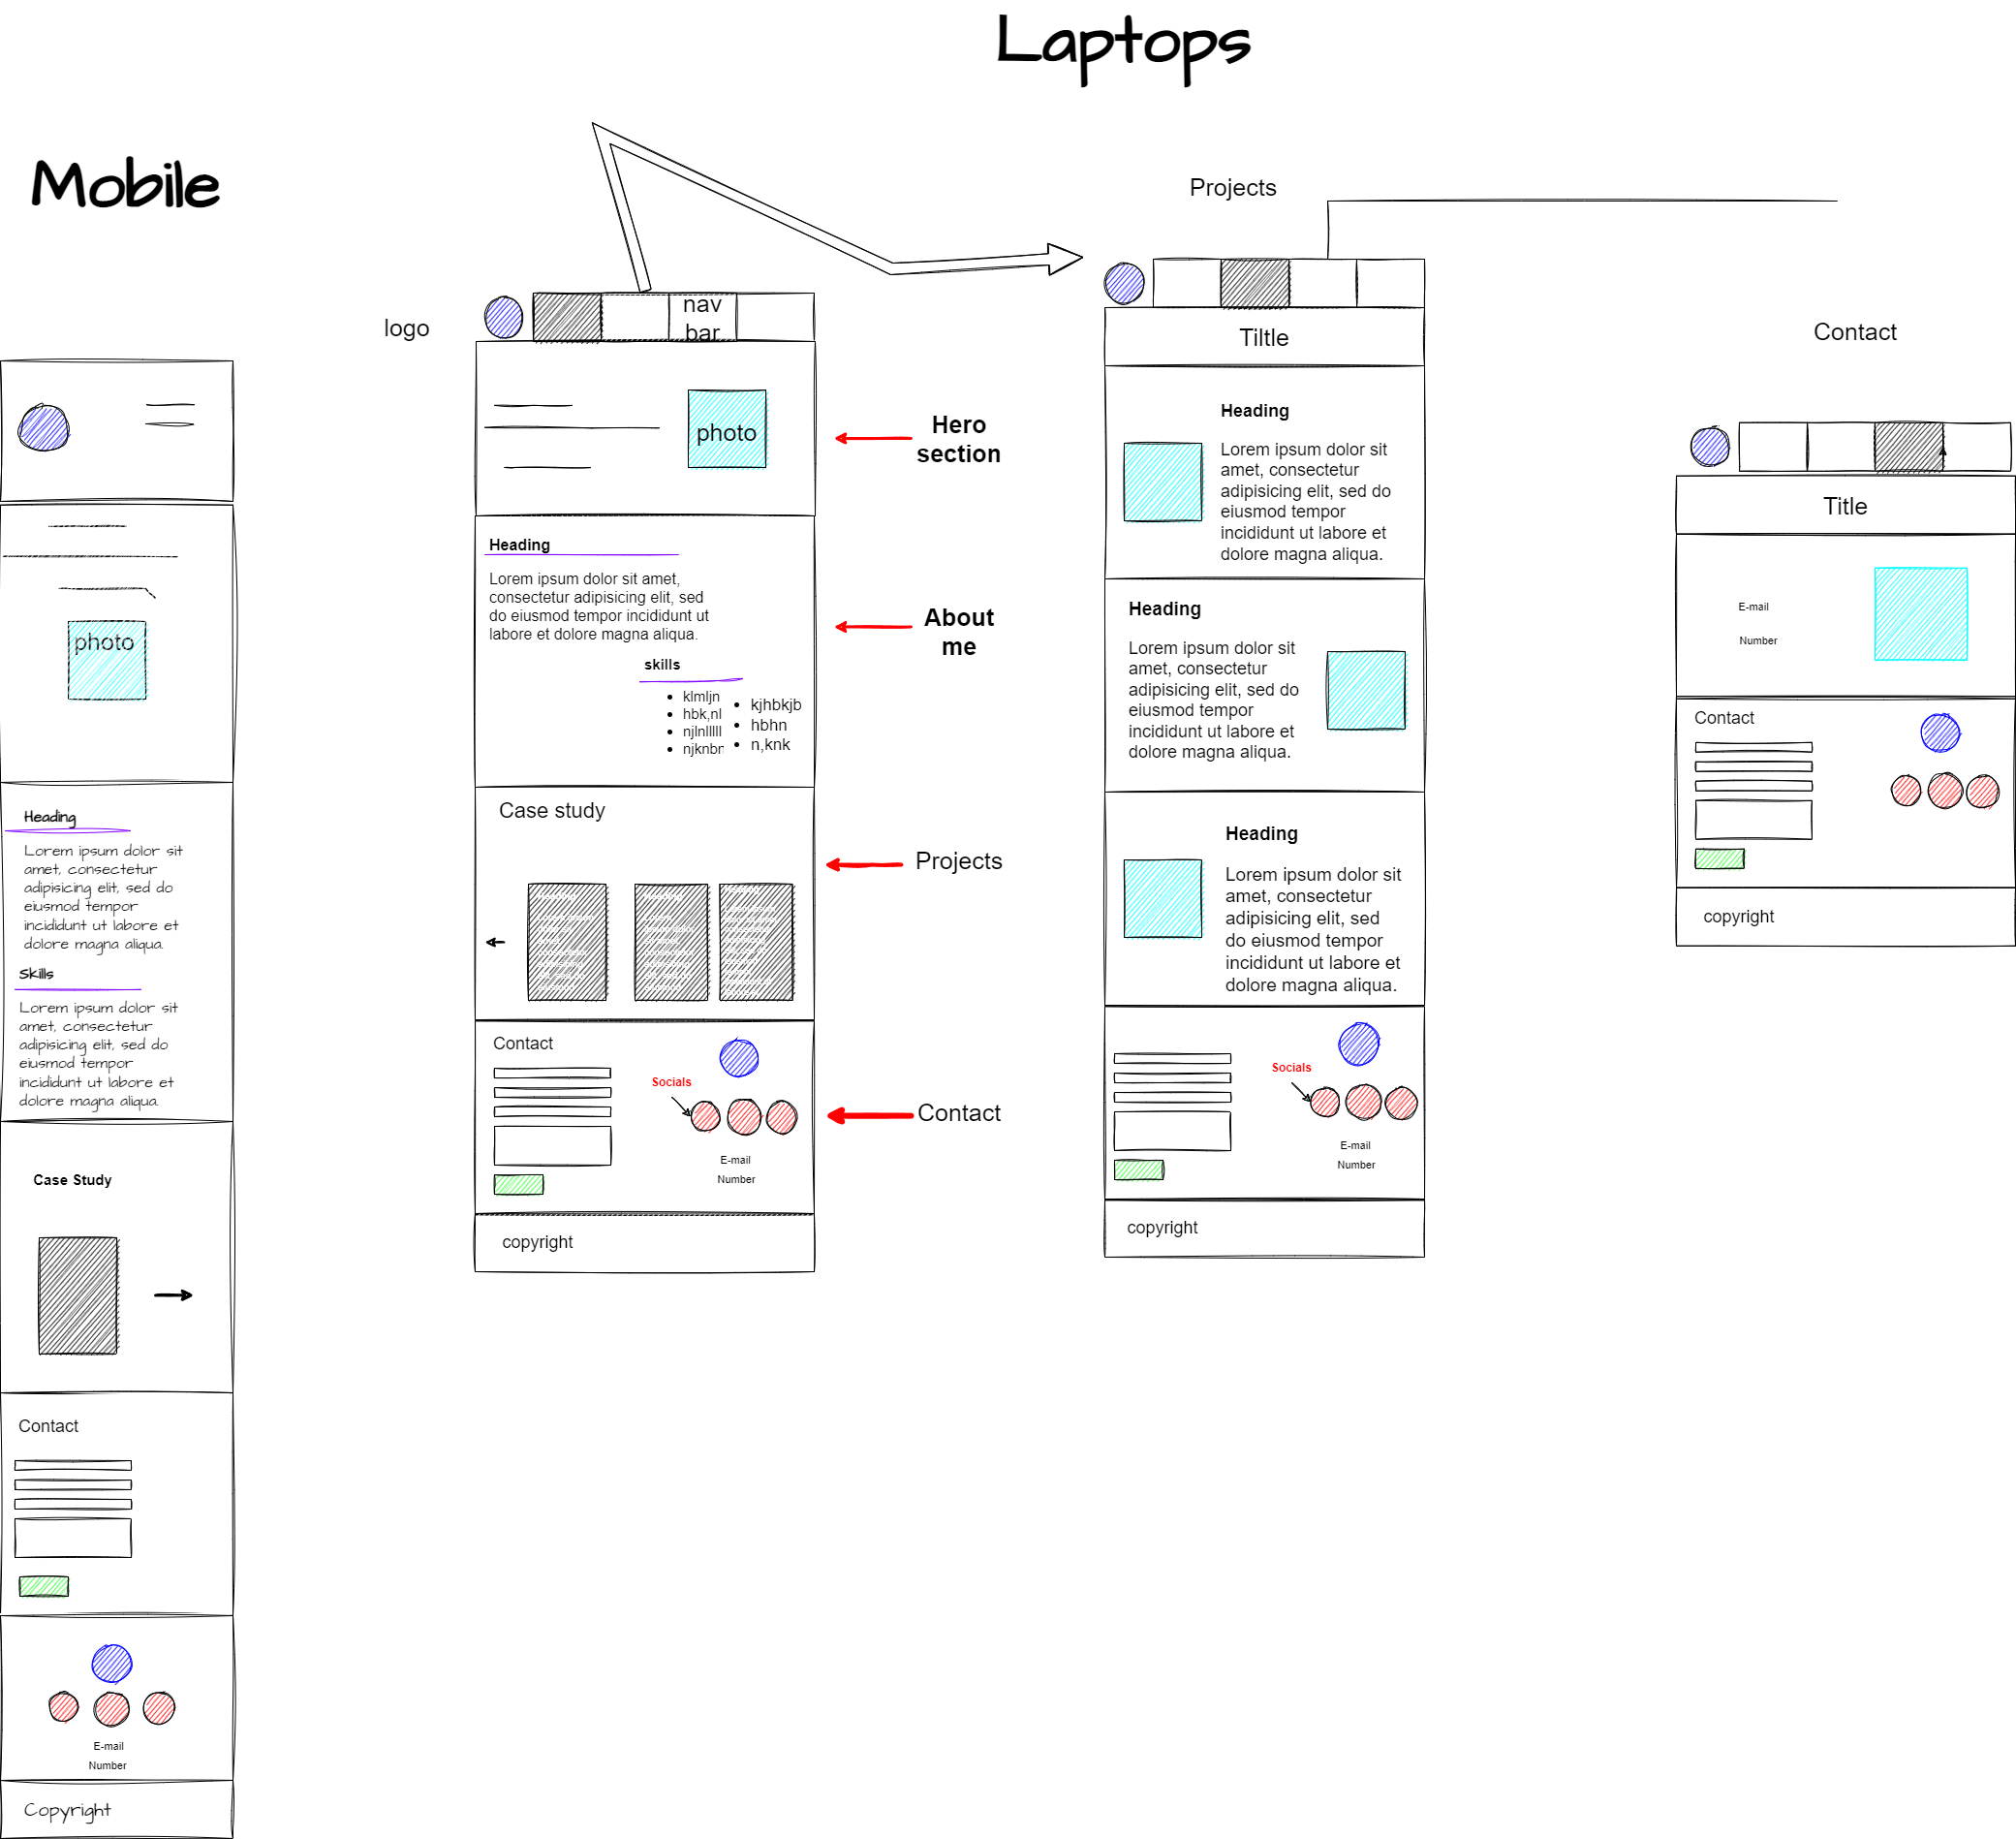 Laptops
Mobile
photo
Heading
Lorem ipsum dolor sit
amet, consectetur
adipisicing elit, sed do
eiusmod tempor
incididunt ut labore et
dolore magna aliqua.
Skills
Lorem ipsum dolor sit
amet, consectetur
adipisicing elit, sed do
eiusmod tempor
incididunt ut labore et
dolore magna aliqua.
Case Study
Contact
E-mail
Number
Copyright
logo
nav
bar
photo
Hero
section
Heading
Lorem ipsum dolor sit amet,
consectetur adipisicing elit, sed
do eiusmod tempor incididunt ut
labore et dolore magna aliqua.
About
me
skills
klmljn
hbk,nl
njlnlllll
njknbn
kjhbkjb
hbhn
n,knk
Case study
Projects
Contact
Socials
E-mail
Number
Contact
copyright
Projects
Tiltle
Heading
Lorem ipsum dolor sit
amet, consectetur
adipisicing elit, sed do
eiusmod tempor
incididunt ut labore et
dolore magna aliqua.
Heading
Lorem ipsum dolor sit
amet, consectetur
adipisicing elit, sed do
eiusmod tempor
incididunt ut labore et
dolore magna aliqua.
Heading
Lorem ipsum dolor sit
amet, consectetur
adipisicing elit, sed
do eiusmod tempor
incididunt ut labore et
dolore magna aliqua.
Socials
E-mail
Number
copyright
Contact
Title
E-mail
Number
Contact
copyright